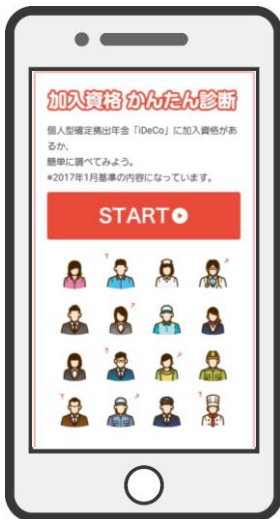 加入資格 かんたん診断
個人型確定拠出年金「iDeCo」に加入資格があ
るか、
簡単に調べてみよう。
*2017年1月基準の内容になっています。
START